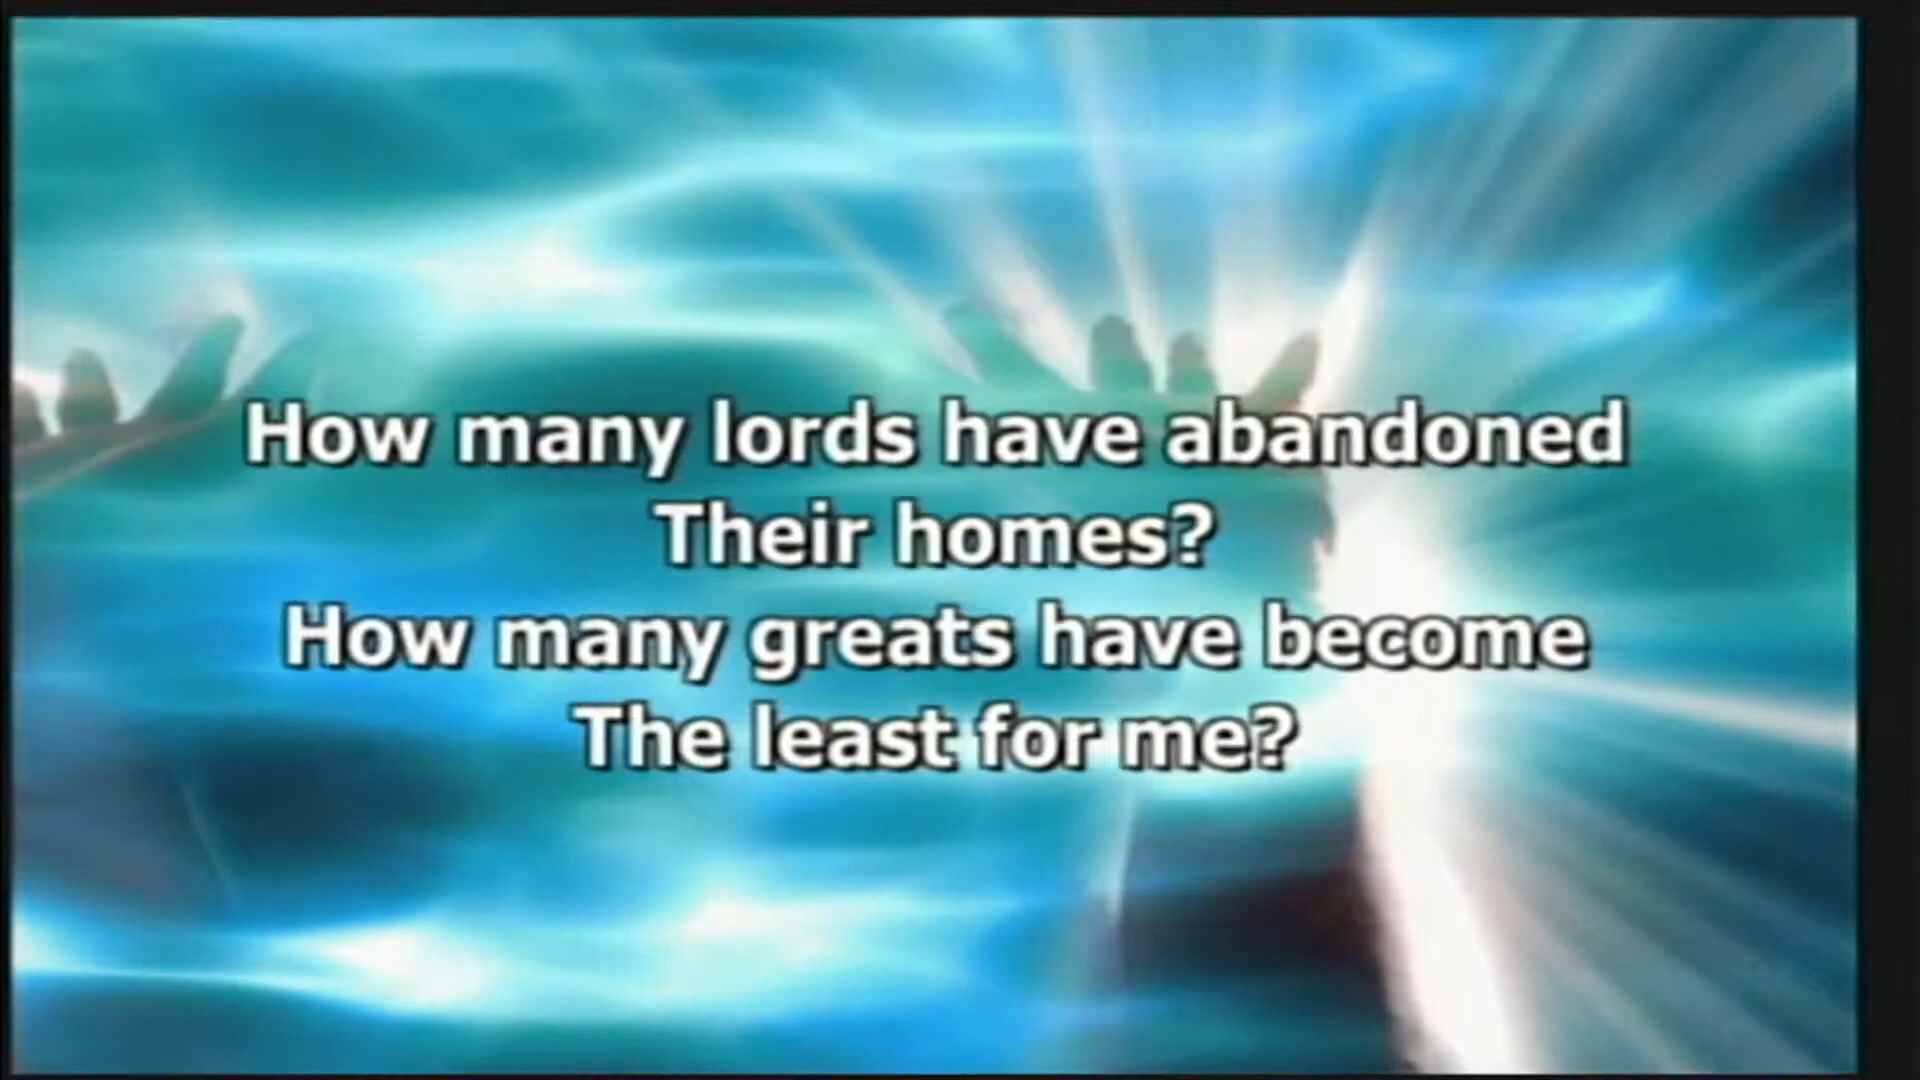 How many lords have abandoned
Their homes?
How many greats have become
The least for me?